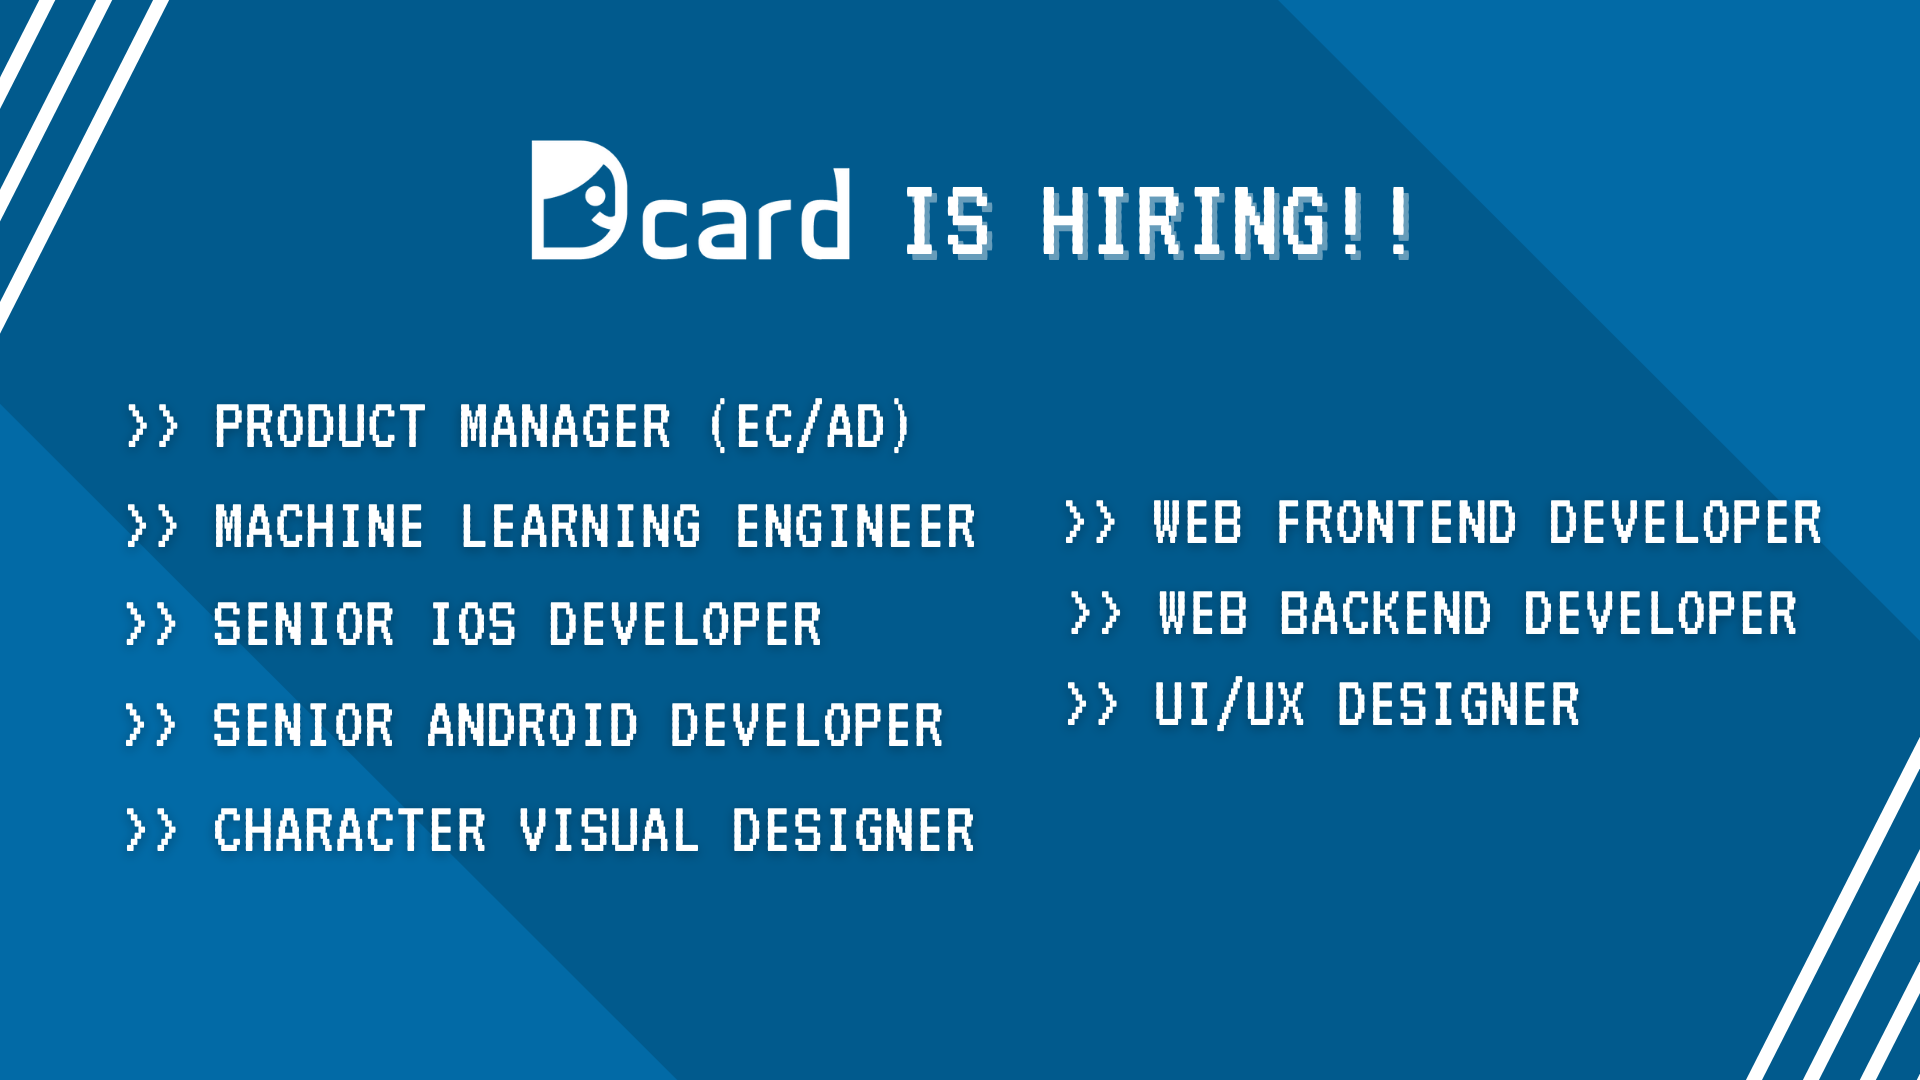 Dcard IS HIRING!!
>> PRODUCT MANAGER (EC/AD)
>> MACHINE LEARNING ENGINEER
>> SENIOR IOS DEVELOPER
>> SENIOR ANDROID DEVELOPER
>> CHARACTER VISUAL DESIGNER
>> WEB FRONTEND DEVELOPER
>> WEB BACKEND DEVELOPER
>> UI/UX DESIGNER